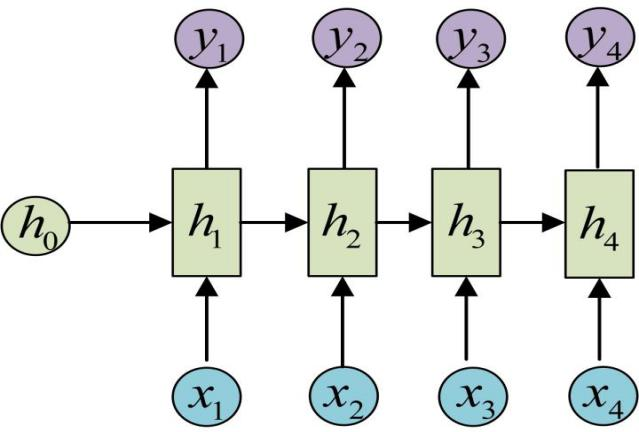 y₁ y₂ y₃ y₄
h₀ h₁ h₂ h₃ h₄
x₁ x₂ x₃ x₄